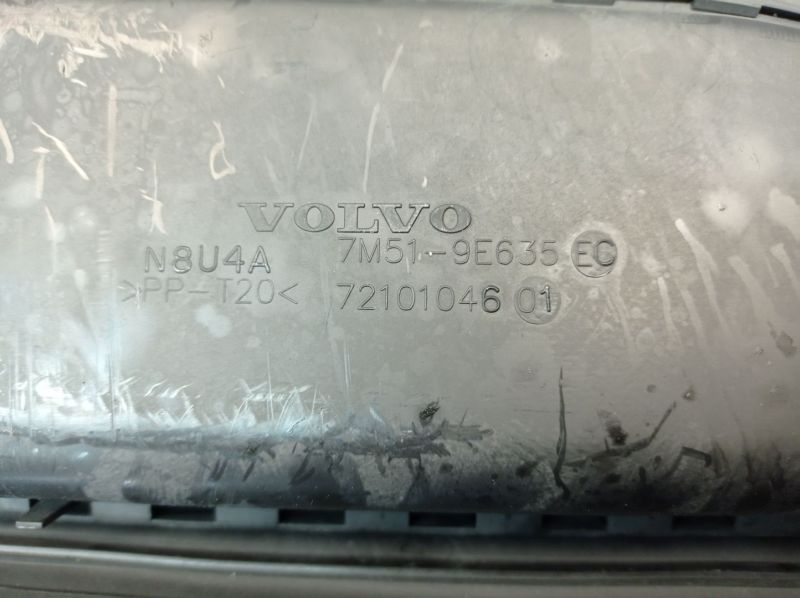 VOLVO
N8U4A 7M51-9E635 EC
>PP-T20< 72101046 01